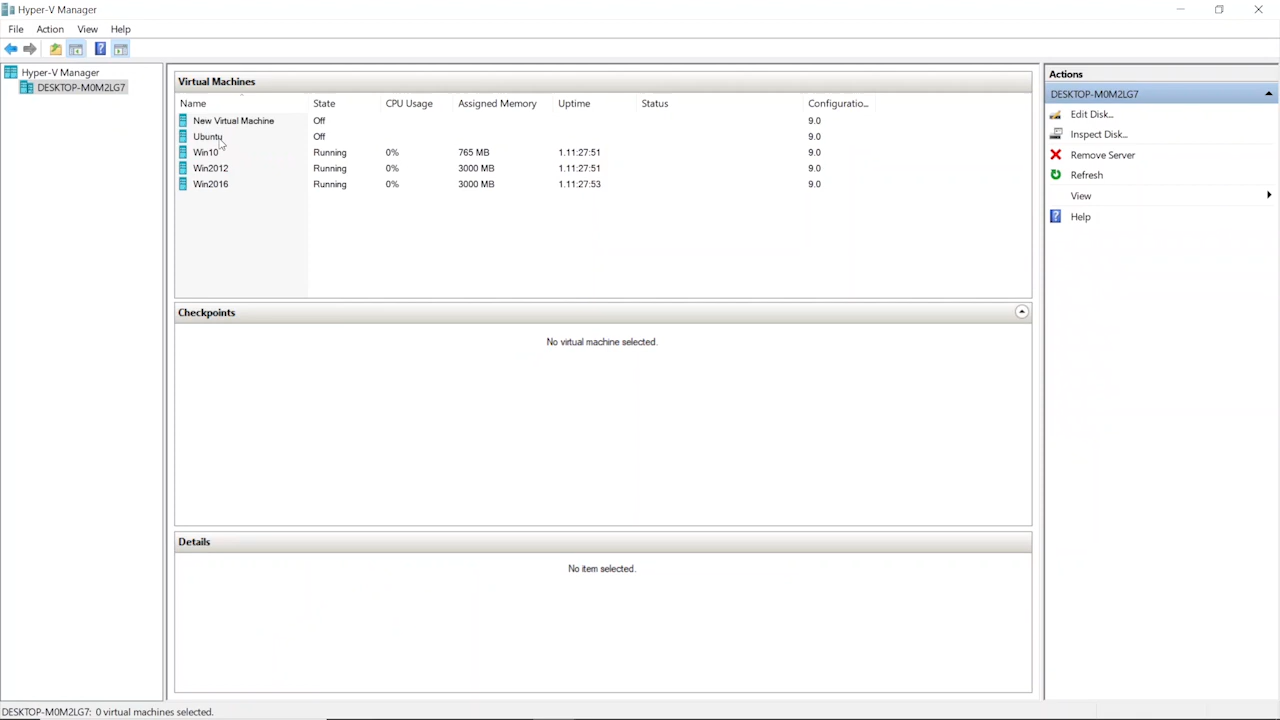 Hyper-V Manager
File Action View Help
Hyper-V Manager
DESKTOP-M0M2LG7
Virtual Machines
Name State CPU Usage Assigned Memory Uptime Status Configuratio...
New Virtual Machine Off 9.0
Ubuntu Off 9.0
Win10 Running 0% 765 MB 1.11:27:51 9.0
Win2012 Running 0% 3000 MB 1.11:27:51 9.0
Win2016 Running 0% 3000 MB 1.11:27:53 9.0
Checkpoints
No virtual machine selected.
Details
No item selected.
Actions
DESKTOP-M0M2LG7
Edit Disk...
Inspect Disk...
Remove Server
Refresh
View
Help
DESKTOP-M0M2LG7: 0 virtual machines selected.